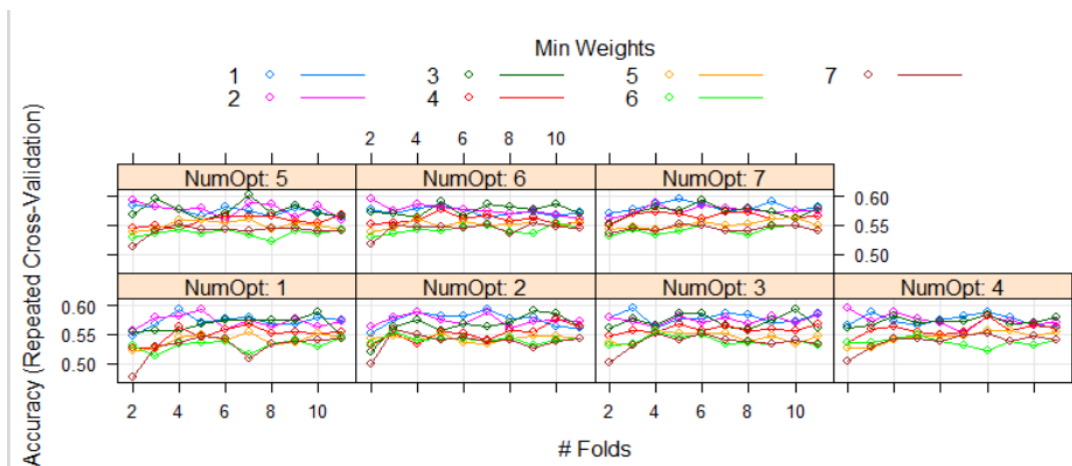 Min Weights
1 3 5 7
2 4 6
2 4 6 8 10
NumOpt: 5 NumOpt: 6 NumOpt: 7
0.60
0.55
0.50
NumOpt: 1 NumOpt: 2 NumOpt: 3 NumOpt: 4
0.60
0.55
0.50
2 4 6 8 10 2 4 6 8 10
# Folds
Accuracy (Repeated Cross-Validation)